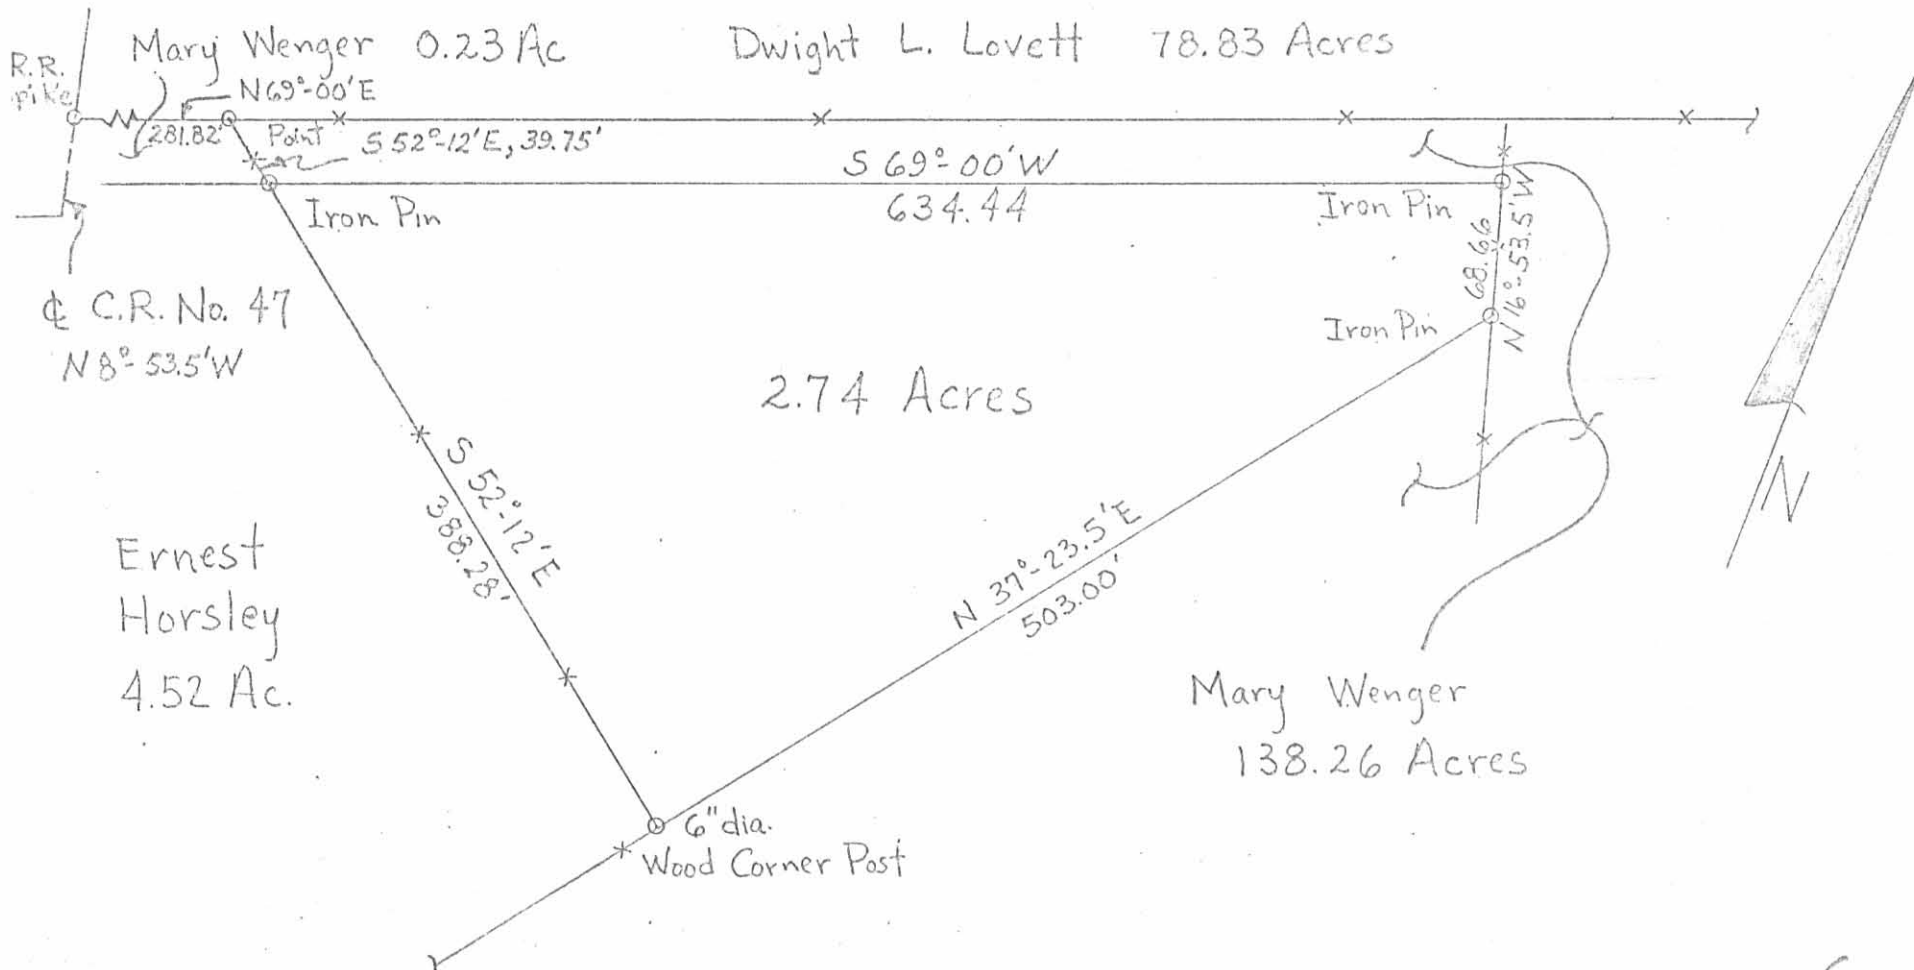 Mary Wenger 0.23 Ac
Dwight L. Lovett 78.83 Acres
R.R.
pike
N 69°-00' E
281.82'
Point
S 52°-12' E, 39.75'
S 69°-00' W
634.44
Iron Pin
Iron Pin
68.66
N 16°-53.5' W
Iron Pin
℄ C.R. No. 47
N 8°-53.5' W
2.74 Acres
S 52°-12' E
388.28'
N 37°-23.5' E
503.00'
N
Ernest
Horsley
4.52 Ac.
Mary Wenger
138.26 Acres
6" dia.
Wood Corner Post